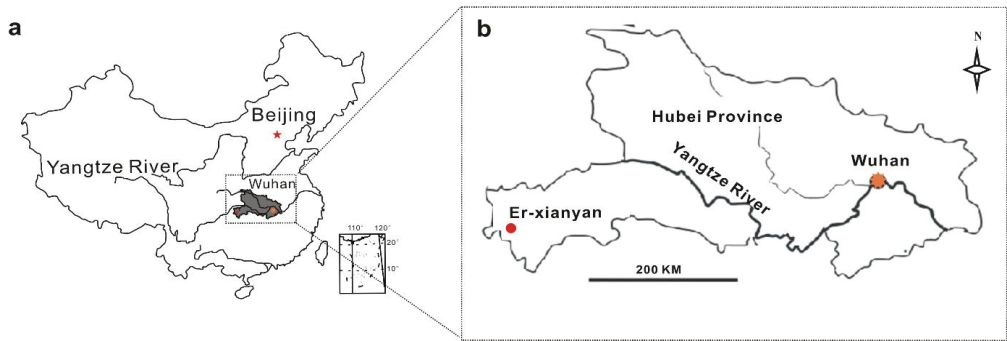 a
Beijing
Yangtze River
Wuhan
110°
120°
20°
10°
b
N
Hubei Province
Yangtze River
Wuhan
Er-xianyan
200 KM